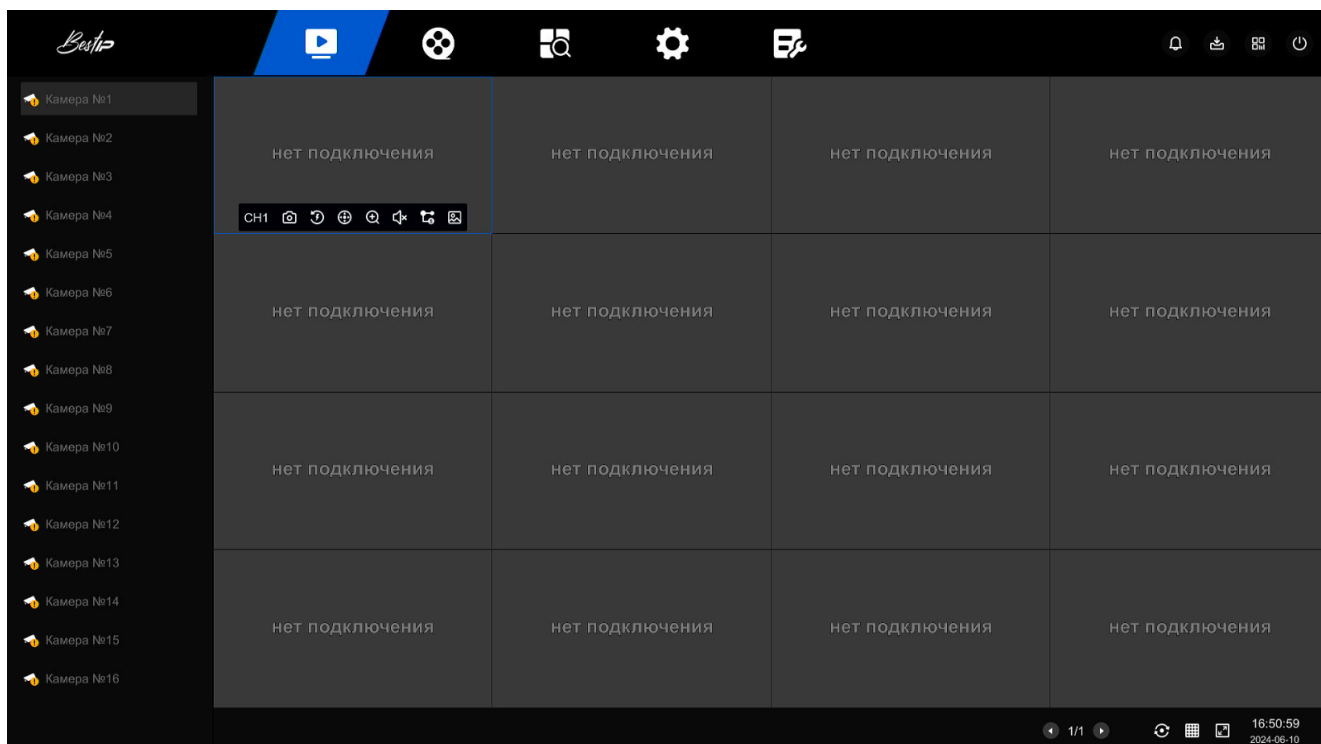 Bestip
Камера №1
Камера №2
Камера №3
Камера №4
Камера №5
Камера №6
Камера №7
Камера №8
Камера №9
Камера №10
Камера №11
Камера №12
Камера №13
Камера №14
Камера №15
Камера №16
нет подключения нет подключения нет подключения нет подключения
CH1
нет подключения нет подключения нет подключения нет подключения
нет подключения нет подключения нет подключения нет подключения
нет подключения нет подключения нет подключения нет подключения
1/1
16:50:59
2024-06-10